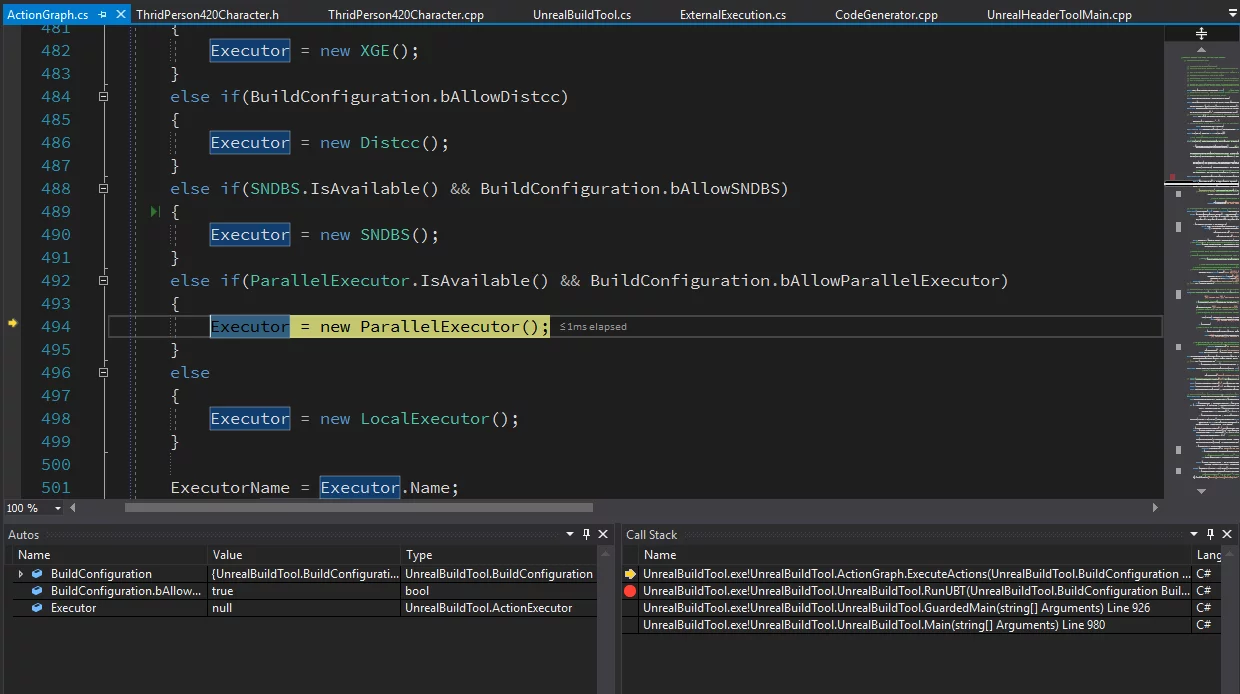 ActionGraph.cs ThridPerson420Character.h ThridPerson420Character.cpp UnrealBuildTool.cs ExternalExecution.cs CodeGenerator.cpp UnrealHeaderToolMain.cpp
481 {
482 Executor = new XGE();
483 }
484 else if(BuildConfiguration.bAllowDistcc)
485 {
486 Executor = new Distcc();
487 }
488 else if(SNDBS.IsAvailable() && BuildConfiguration.bAllowSNDBS)
489 {
490 Executor = new SNDBS();
491 }
492 else if(ParallelExecutor.IsAvailable() && BuildConfiguration.bAllowParallelExecutor)
493 {
494 Executor = new ParallelExecutor(); ≤1ms elapsed
495 }
496 else
497 {
498 Executor = new LocalExecutor();
499 }
500
501 ExecutorName = Executor.Name;
100 %
Autos
Name Value Type
BuildConfiguration {UnrealBuildTool.BuildConfigurati... UnrealBuildTool.BuildConfiguration
BuildConfiguration.bAllow... true bool
Executor null UnrealBuildTool.ActionExecutor
Call Stack
Name Lang
UnrealBuildTool.exe!UnrealBuildTool.ActionGraph.ExecuteActions(UnrealBuildTool.BuildConfiguration ... C#
UnrealBuildTool.exe!UnrealBuildTool.UnrealBuildTool.RunUBT(UnrealBuildTool.BuildConfiguration Buil... C#
UnrealBuildTool.exe!UnrealBuildTool.UnrealBuildTool.GuardedMain(string[] Arguments) Line 926 C#
UnrealBuildTool.exe!UnrealBuildTool.UnrealBuildTool.Main(string[] Arguments) Line 980 C#